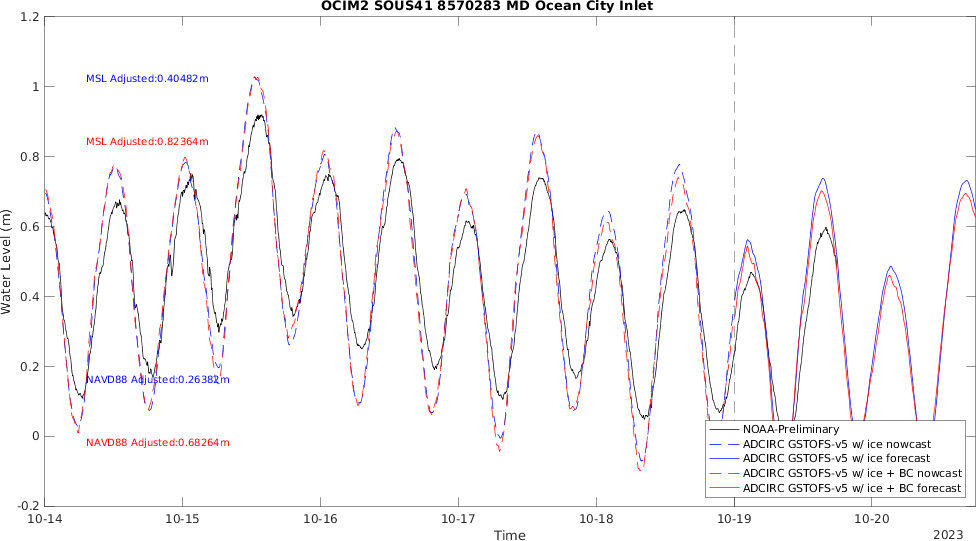 OCIM2 SOUS41 8570283 MD Ocean City Inlet
1.2
1
0.8
0.6
0.4
0.2
0
-0.2
Water Level (m)
MSL Adjusted:0.40482m
MSL Adjusted:0.82364m
NAVD88 Adjusted:0.26382m
NAVD88 Adjusted:0.68264m
NOAA-Preliminary
ADCIRC GSTOFS-v5 w/ ice nowcast
ADCIRC GSTOFS-v5 w/ ice forecast
ADCIRC GSTOFS-v5 w/ ice + BC nowcast
ADCIRC GSTOFS-v5 w/ ice + BC forecast
10-14 10-15 10-16 10-17 10-18 10-19 10-20
Time
2023